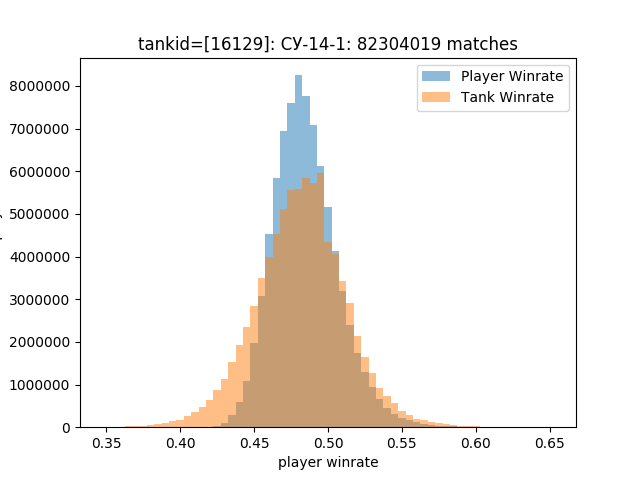 tankid=[16129]: СУ-14-1: 82304019 matches
Player Winrate
Tank Winrate
8000000
7000000
6000000
5000000
4000000
3000000
2000000
1000000
0
0.35 0.40 0.45 0.50 0.55 0.60 0.65
player winrate